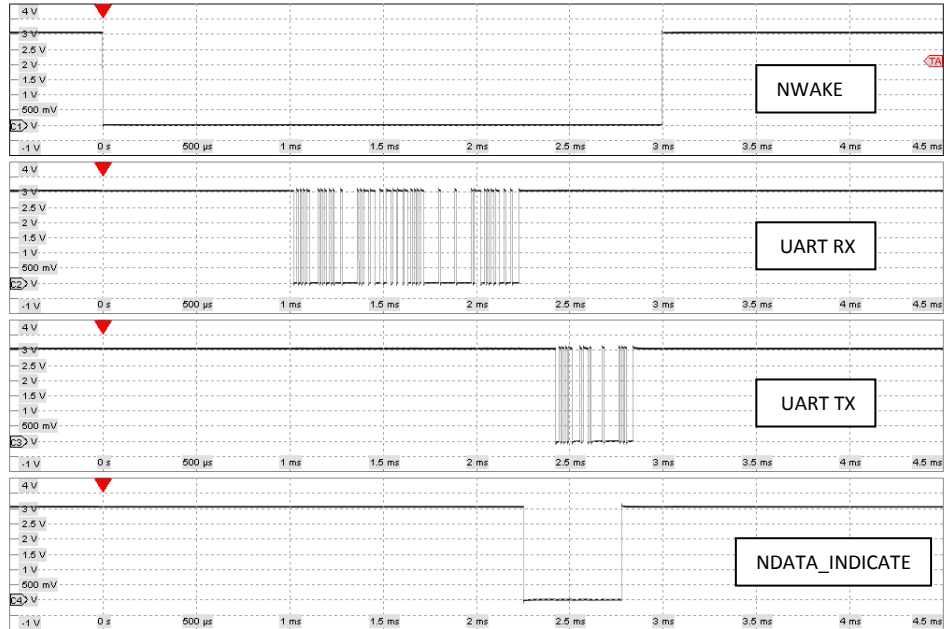 4 V
3 V
2.5 V
2 V
1.5 V
1 V
500 mV
C1 V
-1 V
0 s 500 µs 1 ms 1.5 ms 2 ms 2.5 ms 3 ms 3.5 ms 4 ms 4.5 ms
TA
NWAKE
4 V
3 V
2.5 V
2 V
1.5 V
1 V
500 mV
C2 V
-1 V
0 s 500 µs 1 ms 1.5 ms 2 ms 2.5 ms 3 ms 3.5 ms 4 ms 4.5 ms
UART RX
4 V
3 V
2.5 V
2 V
1.5 V
1 V
500 mV
C3 V
-1 V
0 s 500 µs 1 ms 1.5 ms 2 ms 2.5 ms 3 ms 3.5 ms 4 ms 4.5 ms
UART TX
4 V
3 V
2.5 V
2 V
1.5 V
1 V
500 mV
C4 V
-1 V
0 s 500 µs 1 ms 1.5 ms 2 ms 2.5 ms 3 ms 3.5 ms 4 ms 4.5 ms
NDATA_INDICATE